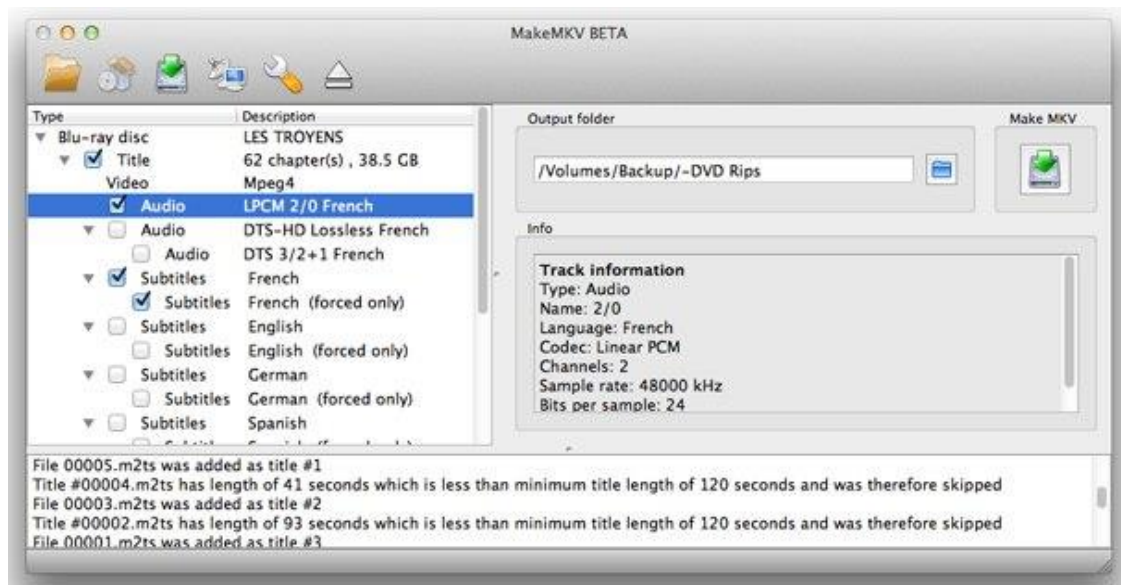 MakeMKV BETA
Type Description
Blu-ray disc LES TROYENS
Title 62 chapter(s) , 38.5 GB
Video Mpeg4
Audio LPCM 2/0 French
Audio DTS-HD Lossless French
Audio DTS 3/2+1 French
Subtitles French
Subtitles French (forced only)
Subtitles English
Subtitles English (forced only)
Subtitles German
Subtitles German (forced only)
Subtitles Spanish
Output folder
/Volumes/Backup/-DVD Rips
Make MKV
Info
Track information
Type: Audio
Name: 2/0
Language: French
Codec: Linear PCM
Channels: 2
Sample rate: 48000 kHz
Bits per sample: 24
File 00005.m2ts was added as title #1
Title #00004.m2ts has length of 41 seconds which is less than minimum title length of 120 seconds and was therefore skipped
File 00003.m2ts was added as title #2
Title #00002.m2ts has length of 93 seconds which is less than minimum title length of 120 seconds and was therefore skipped
File 00001.m2ts was added as title #3